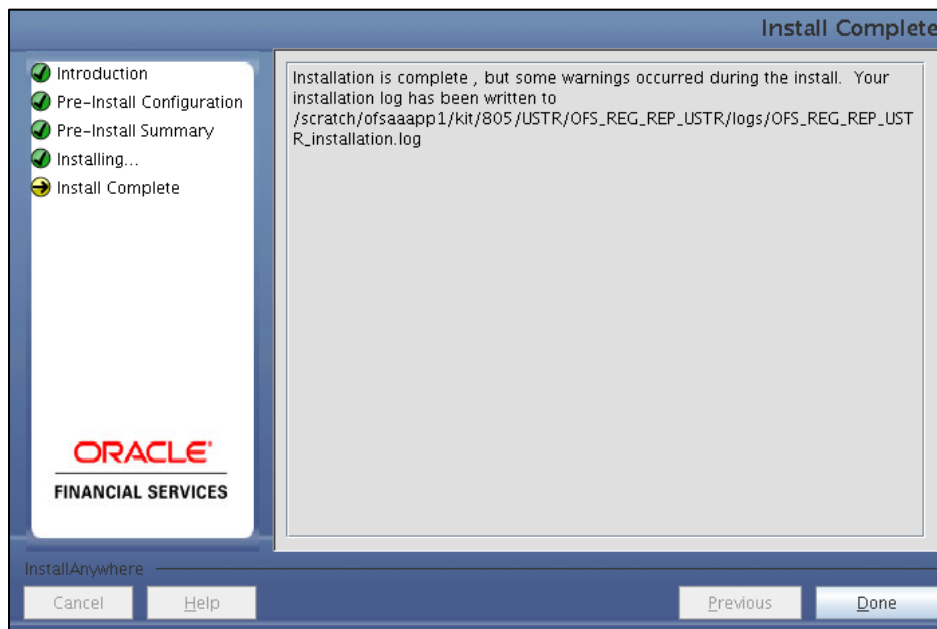 Install Complete
Introduction
Pre-Install Configuration
Pre-Install Summary
Installing...
Install Complete
Installation is complete , but some warnings occurred during the install.  Your
installation log has been written to
/scratch/ofsaaapp1/kit/805/USTR/OFS_REG_REP_USTR/logs/OFS_REG_REP_UST
R_installation.log
ORACLE'
FINANCIAL SERVICES
InstallAnywhere
Cancel
Help
Previous
Done